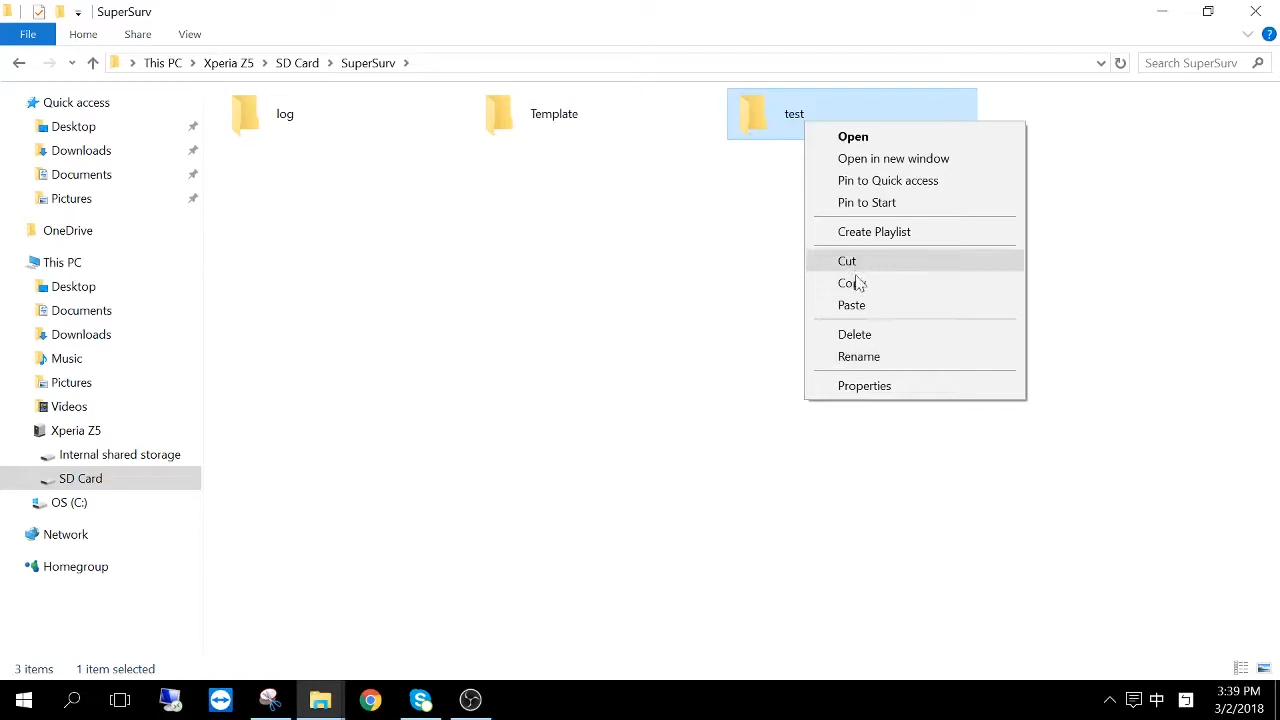 SuperSurv
File Home Share View
This PC Xperia Z5 SD Card SuperSurv
Search SuperSurv
Quick access
Desktop
Downloads
Documents
Pictures
OneDrive
This PC
Desktop
Documents
Downloads
Music
Pictures
Videos
Xperia Z5
Internal shared storage
SD Card
OS (C:)
Network
Homegroup
log
Template
test
Open
Open in new window
Pin to Quick access
Pin to Start
Create Playlist
Cut
Copy
Paste
Delete
Rename
Properties
3 items 1 item selected
中
3:39 PM
3/2/2018